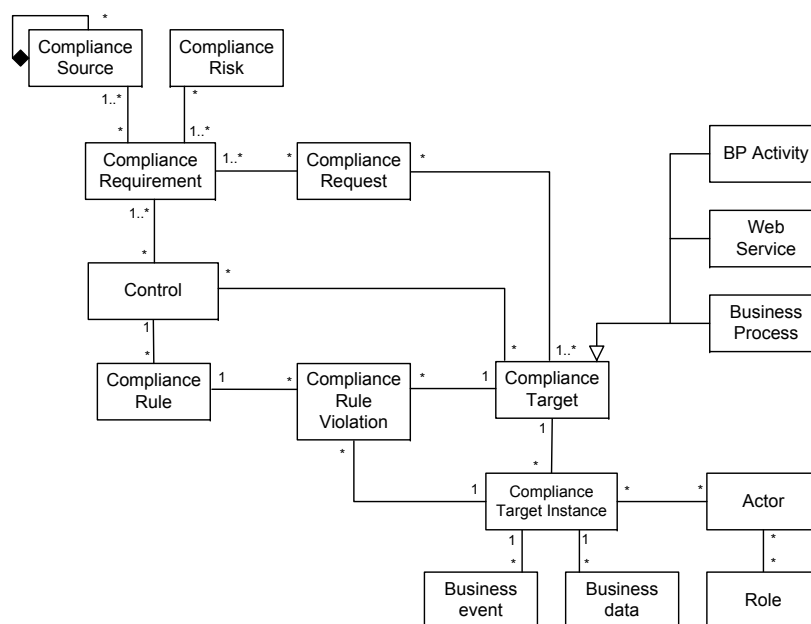 *
Compliance
Source
Compliance
Risk
1..*
*
*
1..*
BP Activity
Compliance
Requirement
1..*
*
Compliance
Request
*
Web
Service
1..*
*
Control
*
Business
Process
1
*
*
1..*
Compliance
Rule
1
*
Compliance
Rule
Violation
*
1
Compliance
Target
1
*
*
1
Compliance
Target Instance
*
*
Actor
1
*
1
*
*
*
Business
event
Business
data
Role